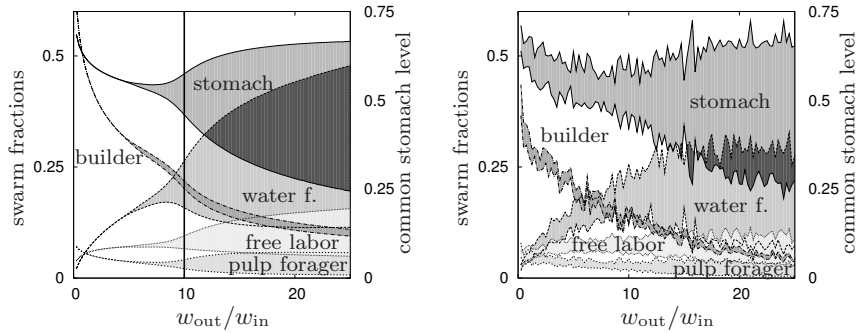 0.5
0.25
0
swarm fractions
0.75
0.5
0.25
0
common stomach level
stomach
builder
water f.
free labor
pulp forager
0 10 20
w_out/w_in
0.5
0.25
0
swarm fractions
0.75
0.5
0.25
0
common stomach level
stomach
builder
water f.
free labor
pulp forager
0 10 20
w_out/w_in